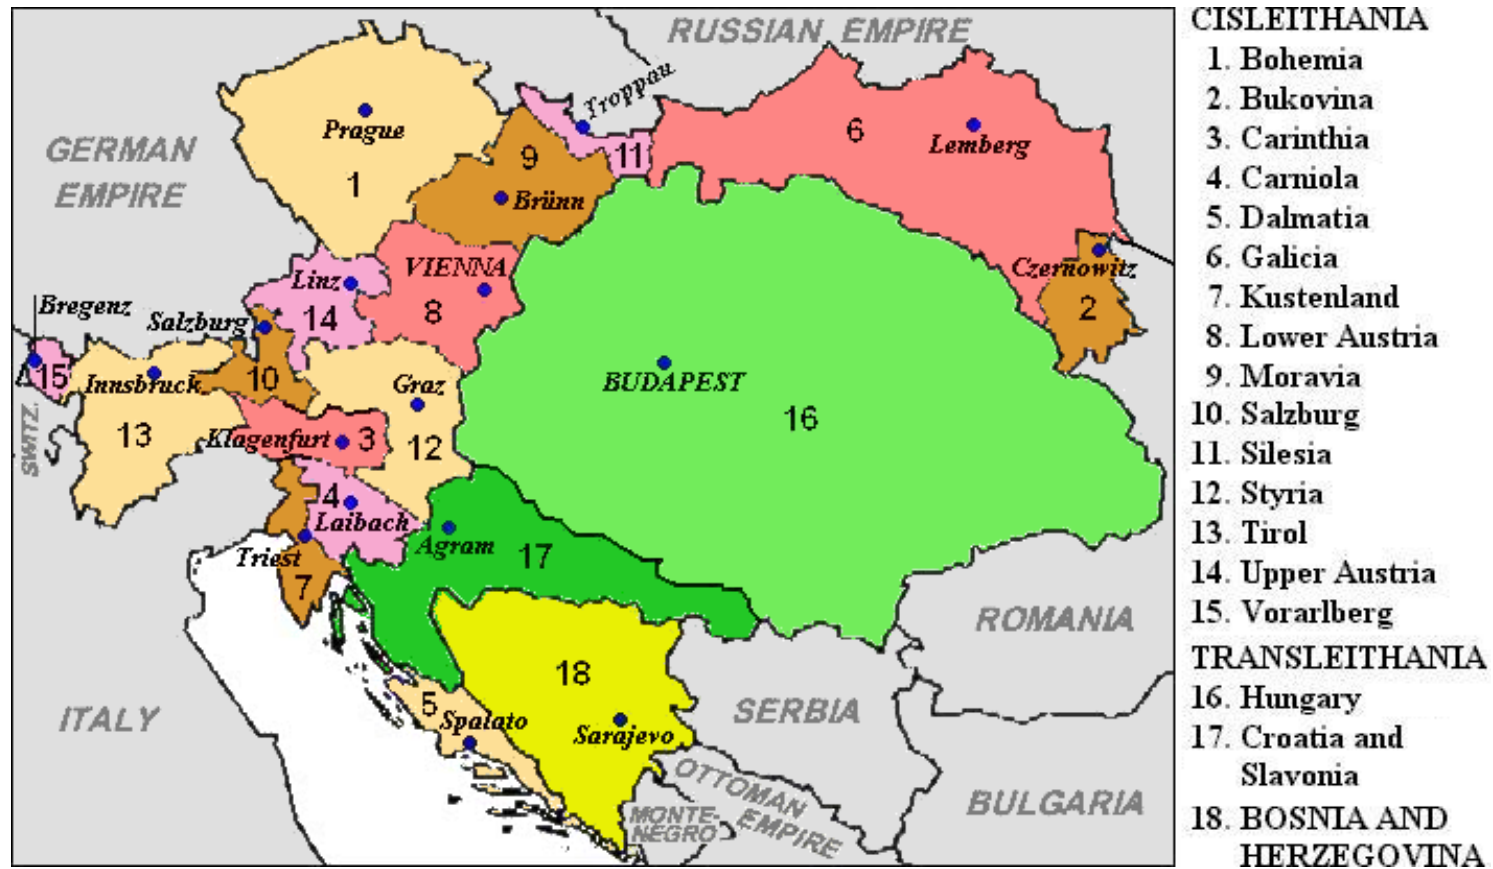 RUSSIAN EMPIRE
GERMAN
EMPIRE
Prague
1
Troppau
9
11
Brünn
6
Lemberg
Czernowitz
2
Linz
VIENNA
14
8
Bregenz
Salzburg
15
Innsbruck
10
13
SWITZ.
Graz
Klagenfurt
3
12
BUDAPEST
16
4
Laibach
Agram
17
Triest
7
ROMANIA
18
5
Spalato
Sarajevo
SERBIA
ITALY
OTTOMAN
EMPIRE
MONTE-
NEGRO
BULGARIA
CISLEITHANIA
1. Bohemia
2. Bukovina
3. Carinthia
4. Carniola
5. Dalmatia
6. Galicia
7. Kustenland
8. Lower Austria
9. Moravia
10. Salzburg
11. Silesia
12. Styria
13. Tirol
14. Upper Austria
15. Vorarlberg
TRANSLEITHANIA
16. Hungary
17. Croatia and
Slavonia
18. BOSNIA AND
HERZEGOVINA